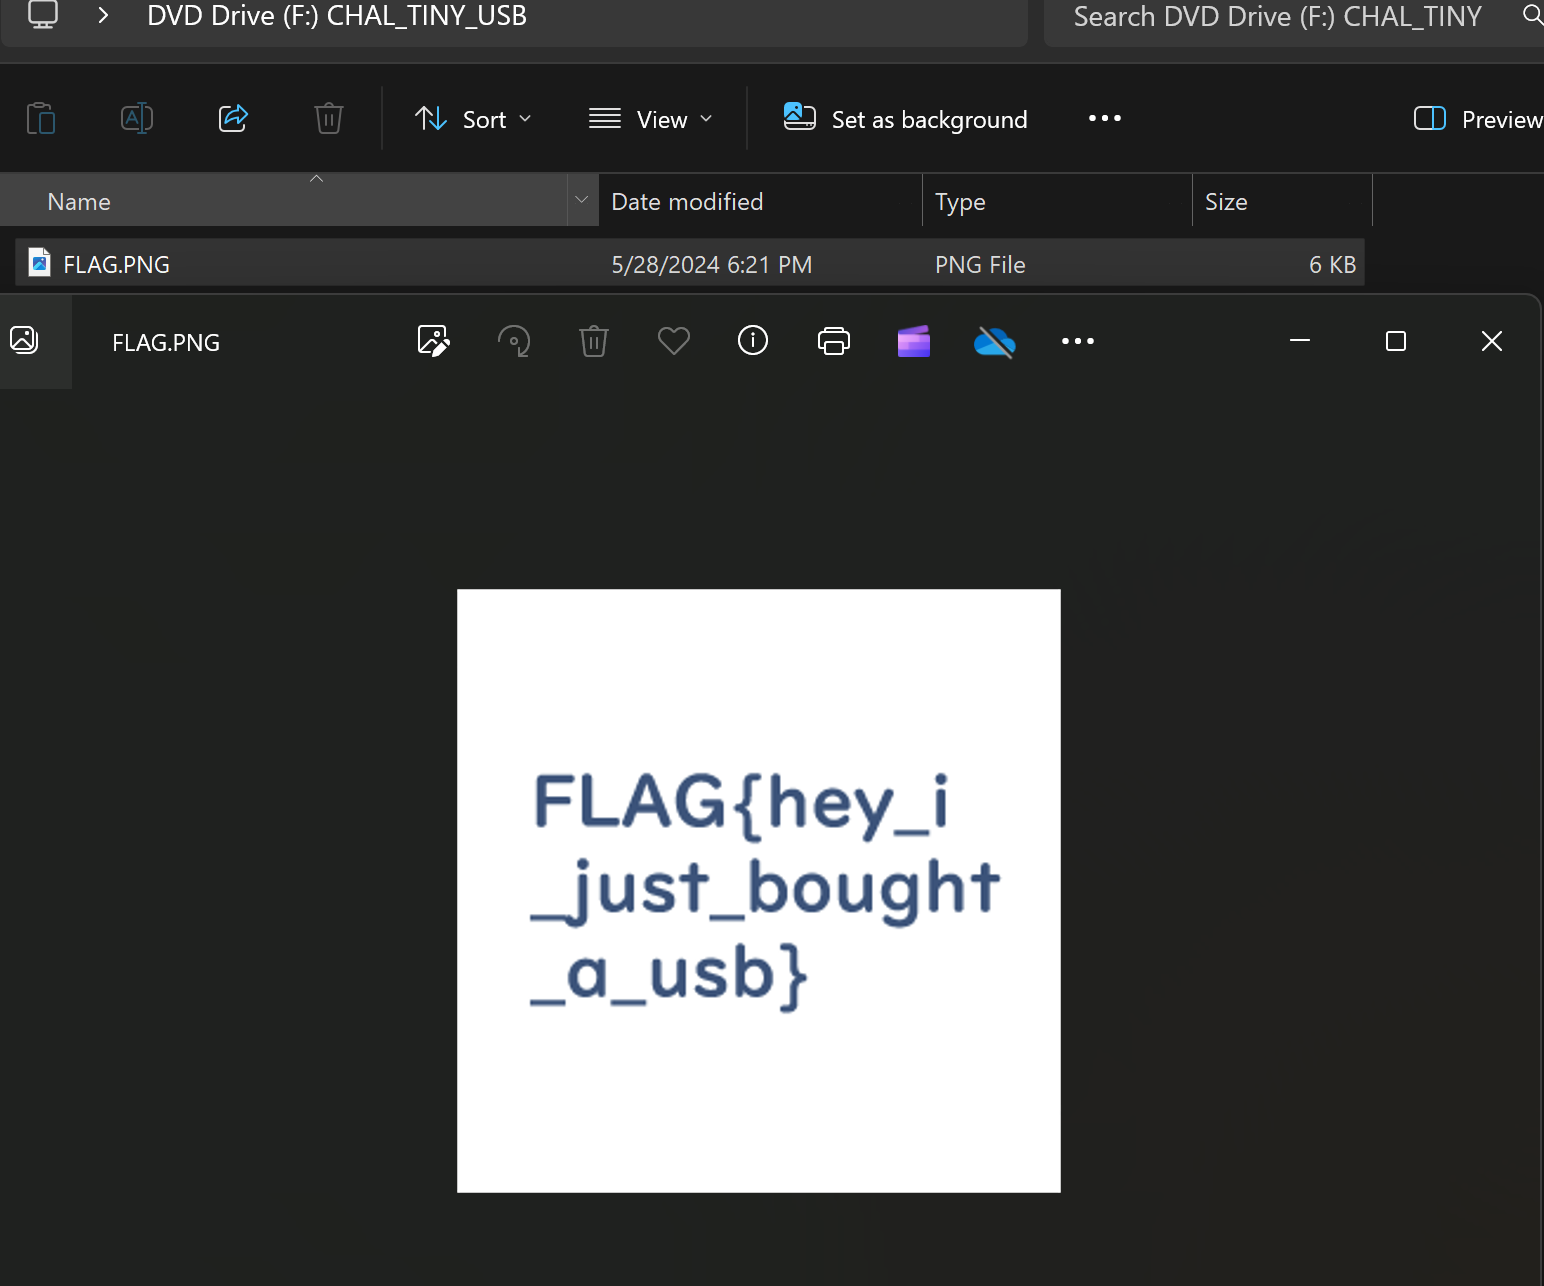 DVD Drive (F:) CHAL_TINY_USB
Search DVD Drive (F:) CHAL_TINY
Sort
View
Set as background
Preview
Name
Date modified
Type
Size
FLAG.PNG
5/28/2024 6:21 PM
PNG File
6 KB
FLAG.PNG
FLAG{hey_i
_just_bought
_a_usb}